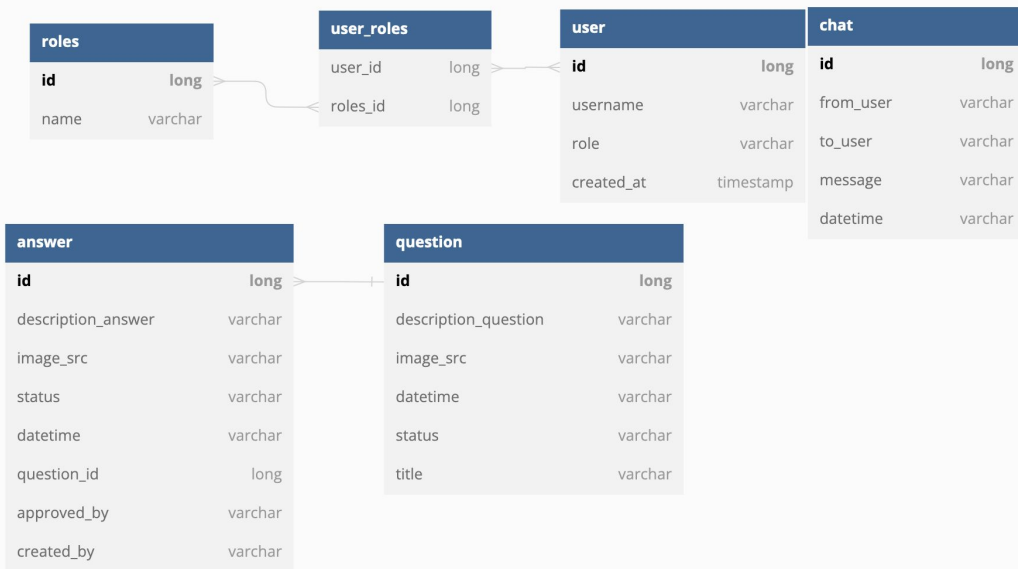 roles
id long
name varchar
user_roles
user_id long
roles_id long
user
id long
username varchar
role varchar
created_at timestamp
chat
id long
from_user varchar
to_user varchar
message varchar
datetime varchar
answer
id long
description_answer varchar
image_src varchar
status varchar
datetime varchar
question_id long
approved_by varchar
created_by varchar
question
id long
description_question varchar
image_src varchar
datetime varchar
status varchar
title varchar